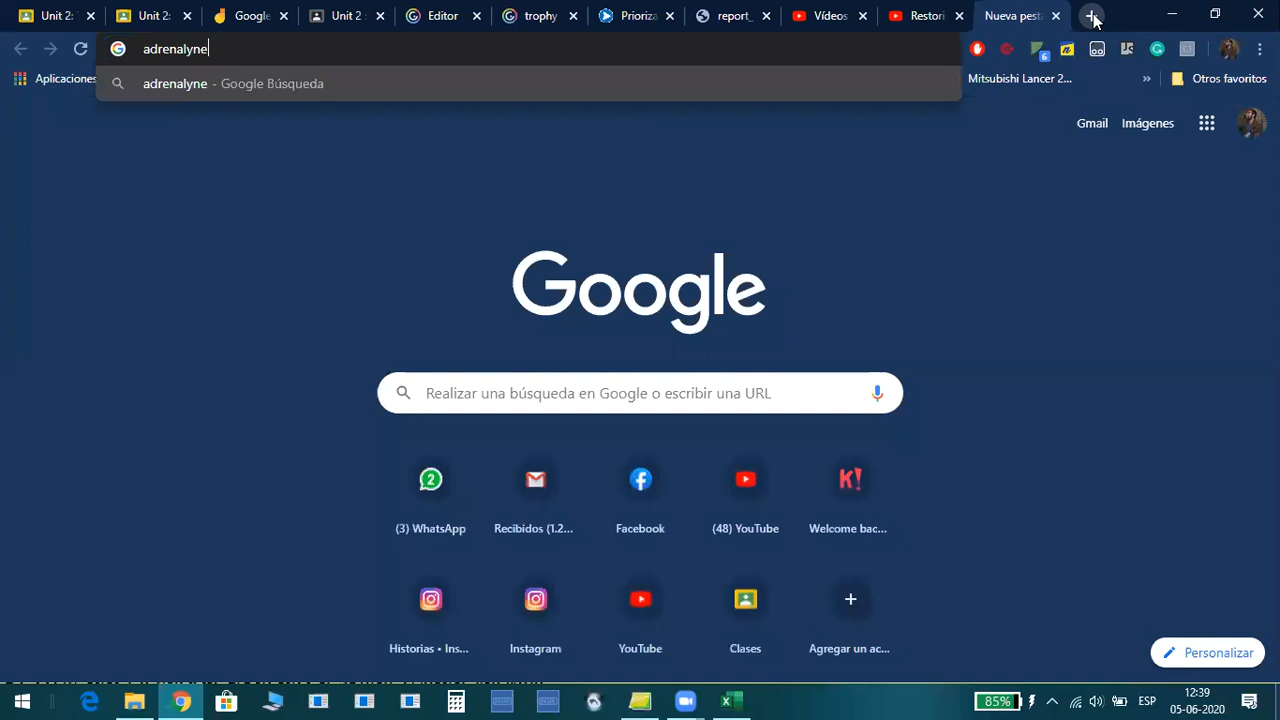 Unit 2: Unit 2: Google Unit 2 Editor trophy Prioriza report_ Vídeos Restori Nueva pest
adrenalyne
Aplicaciones Mitsubishi Lancer 2... » Otros favoritos
adrenalyne - Google Búsqueda
Gmail Imágenes
Google
Realizar una búsqueda en Google o escribir una URL
(3) WhatsApp Recibidos (1.2... Facebook (48) YouTube Welcome bac...
Historias • Ins... Instagram YouTube Clases Agregar un ac...
Personalizar
85% ESP 12:39
05-06-2020